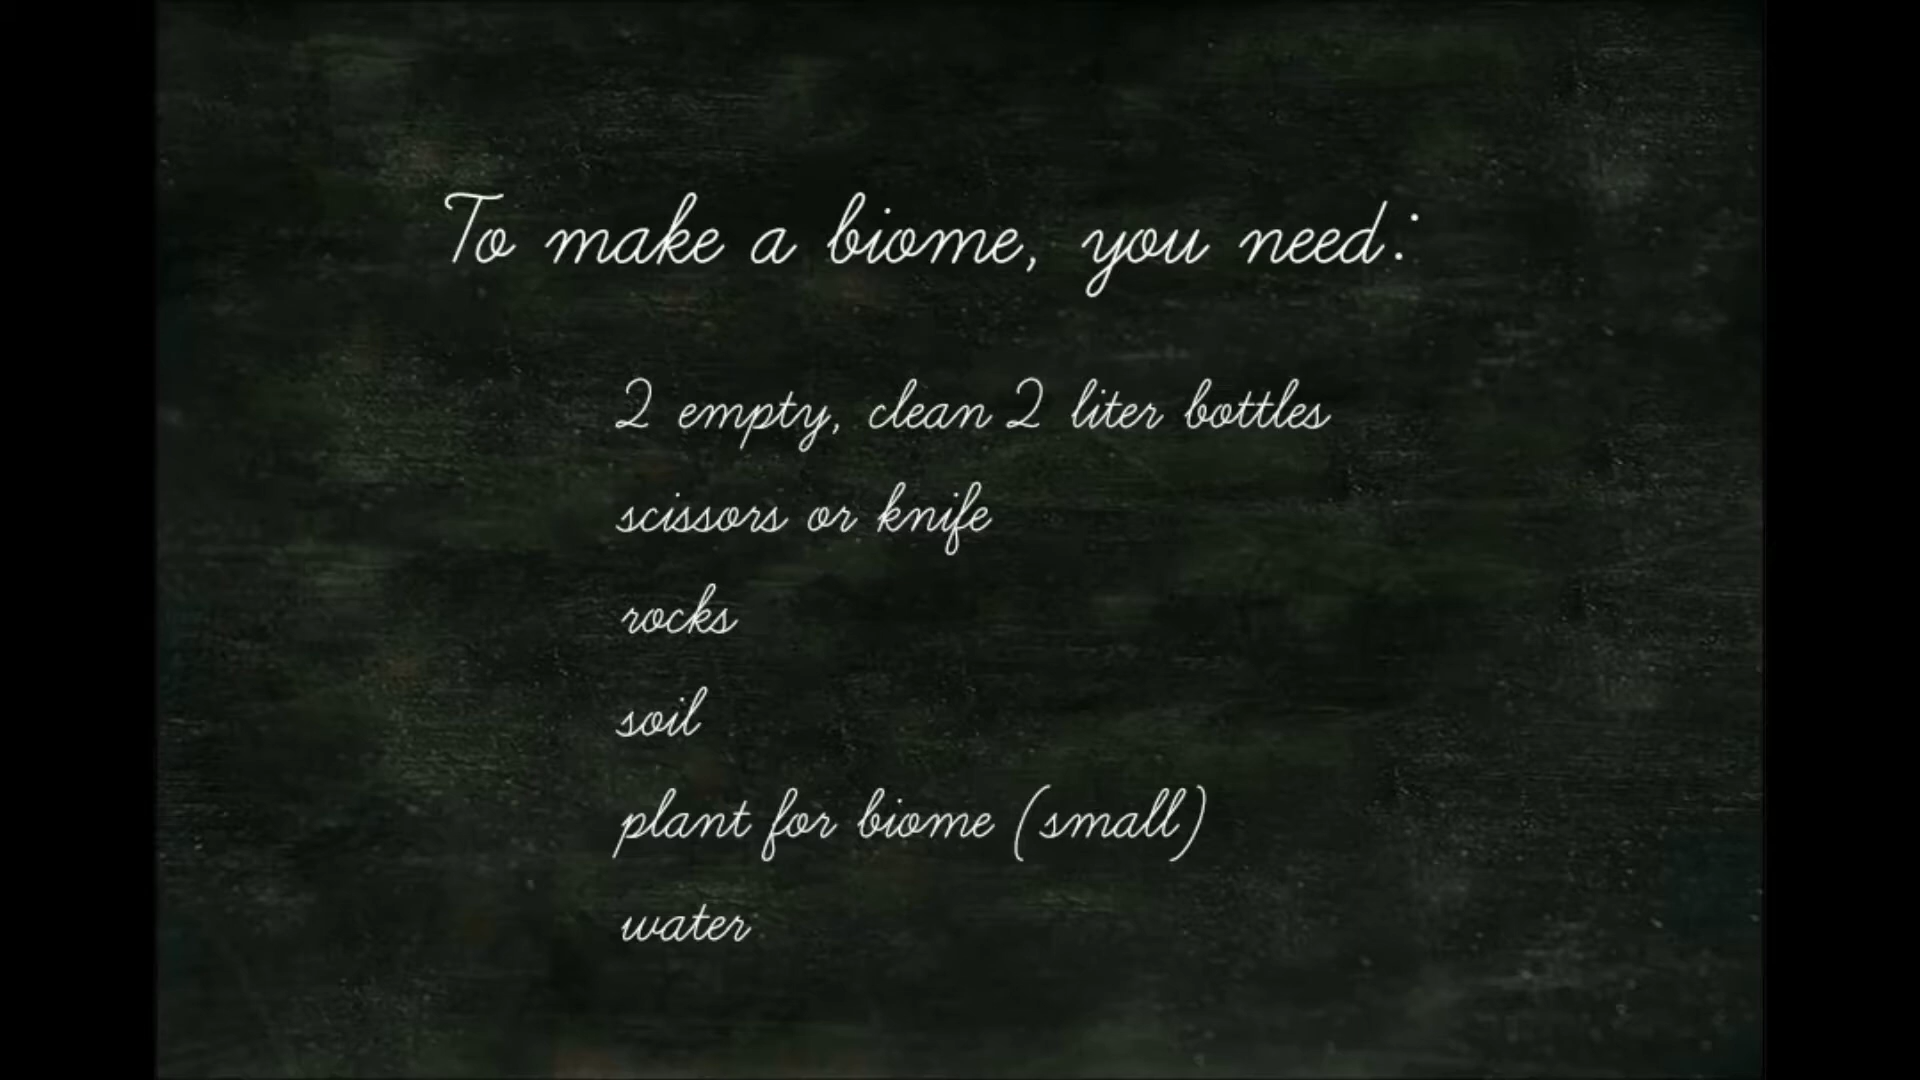 To make a biome, you need:
2 empty, clean 2 liter bottles
scissors or knife
rocks
soil
plant for biome (small)
water